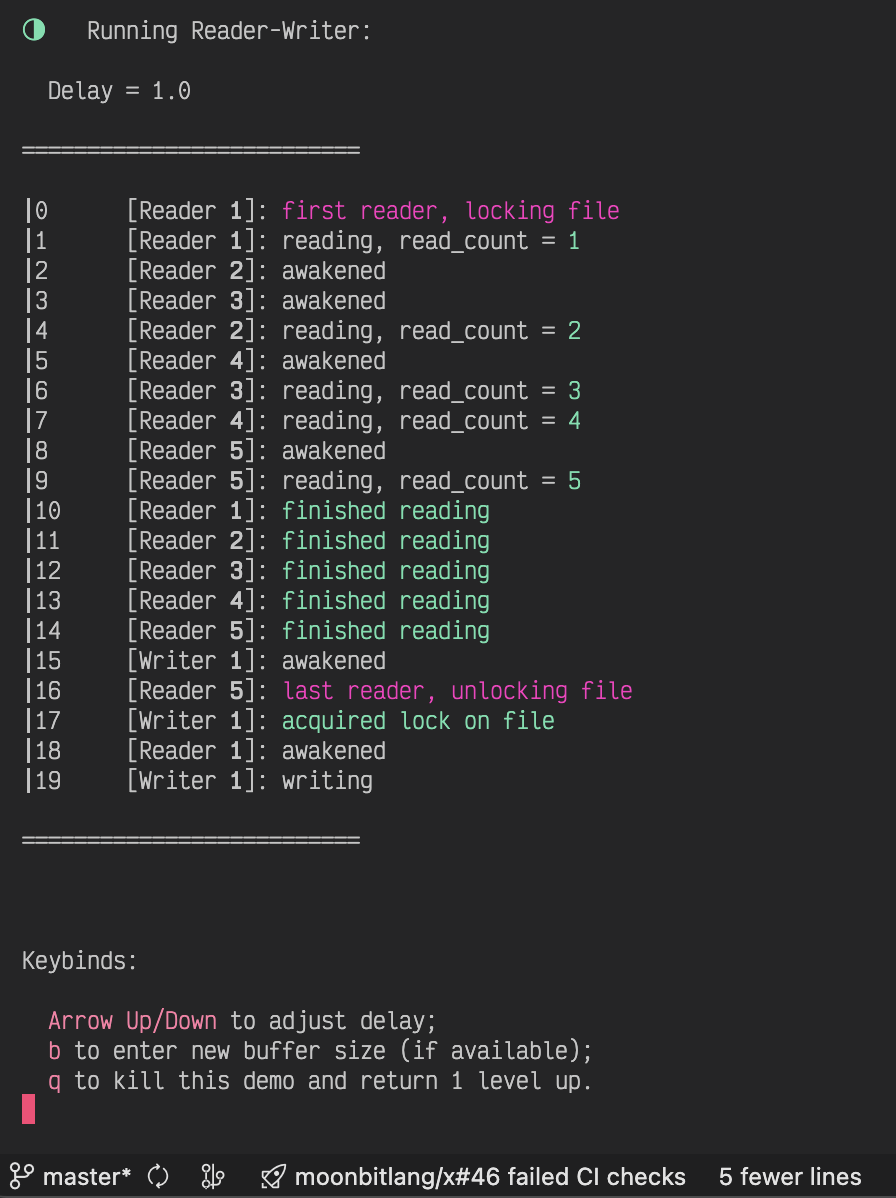 Running Reader-Writer:
Delay = 1.0
==========================
|0      [Reader 1]: first reader, locking file
|1      [Reader 1]: reading, read_count = 1
|2      [Reader 2]: awakened
|3      [Reader 3]: awakened
|4      [Reader 2]: reading, read_count = 2
|5      [Reader 4]: awakened
|6      [Reader 3]: reading, read_count = 3
|7      [Reader 4]: reading, read_count = 4
|8      [Reader 5]: awakened
|9      [Reader 5]: reading, read_count = 5
|10     [Reader 1]: finished reading
|11     [Reader 2]: finished reading
|12     [Reader 3]: finished reading
|13     [Reader 4]: finished reading
|14     [Reader 5]: finished reading
|15     [Writer 1]: awakened
|16     [Reader 5]: last reader, unlocking file
|17     [Writer 1]: acquired lock on file
|18     [Reader 1]: awakened
|19     [Writer 1]: writing
==========================
Keybinds:
Arrow Up/Down to adjust delay;
b to enter new buffer size (if available);
q to kill this demo and return 1 level up.
master* moonbitlang/x#46 failed CI checks 5 fewer lines